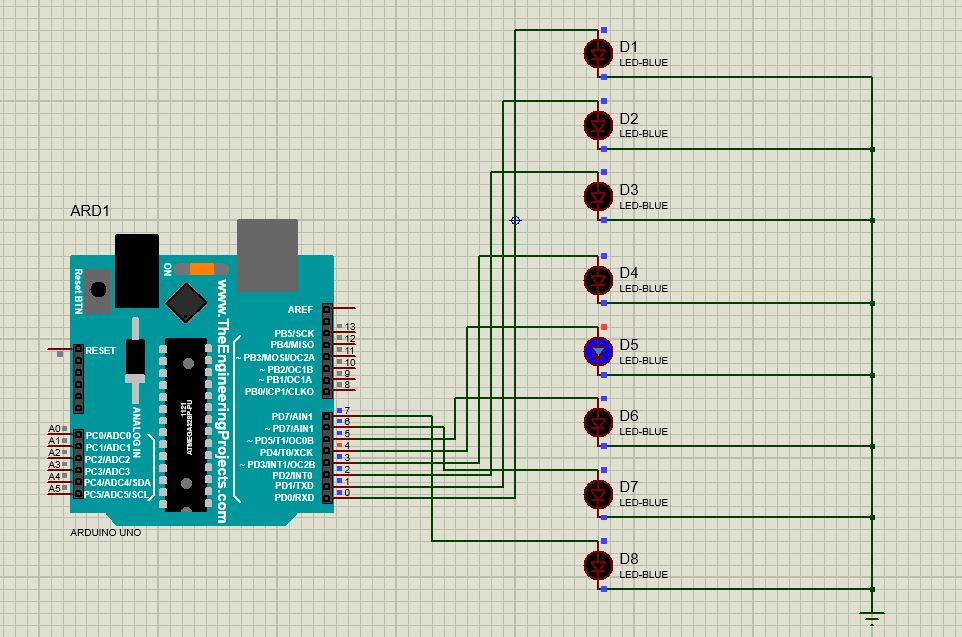 D1
LED-BLUE
D2
LED-BLUE
D3
LED-BLUE
D4
LED-BLUE
D5
LED-BLUE
D6
LED-BLUE
D7
LED-BLUE
D8
LED-BLUE
ARD1
Reset BTN
ON
www.TheEngineeringProjects.com
RESET
AREF
PB5/SCK 13
PB4/MISO 12
~ PB3/MOSI/OC2A 11
~ PB2/OC1B 10
~ PB1/OC1A 9
PB0/ICP1/CLKO 8
PD7/AIN1 7
~ PD7/AIN1 6
~ PD5/T1/OC0B 5
PD4/T0/XCK 4
~ PD3/INT1/OC2B 3
PD2/INT0 2
PD1/TXD 1
PD0/RXD 0
1121
ATMEGA328P-PU
ANALOG IN
A0 PC0/ADC0
A1 PC1/ADC1
A2 PC2/ADC2
A3 PC3/ADC3
A4 PC4/ADC4/SDA
A5 PC5/ADC5/SCL
ARDUINO UNO